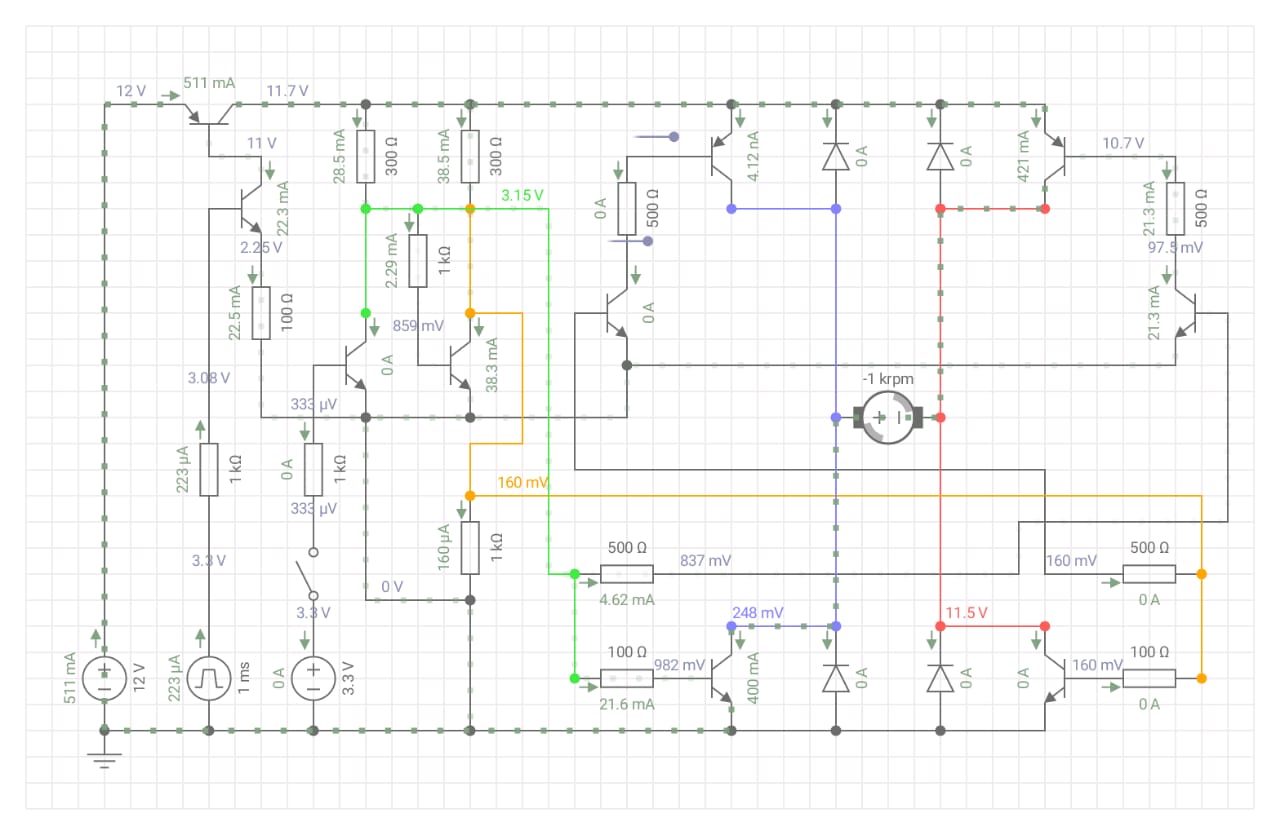 511 mA
12 V
11.7 V
11 V
22.3 mA
28.5 mA
300 Ω
38.5 mA
300 Ω
3.15 V
4.12 nA
0 A
0 A
421 mA
10.7 V
0 A
500 Ω
21.3 mA
500 Ω
2.25 V
2.29 mA
1 kΩ
97.5 mV
22.5 mA
100 Ω
859 mV
0 A
38.3 mA
0 A
21.3 mA
3.08 V
333 µV
-1 krpm
223 µA
1 kΩ
0 A
1 kΩ
160 mV
333 µV
3.3 V
160 µA
1 kΩ
500 Ω
837 mV
160 mV
500 Ω
0 V
4.62 mA
0 A
3.3 V
248 mV
11.5 V
511 mA
12 V
223 µA
1 ms
0 A
3.3 V
100 Ω
982 mV
400 mA
0 A
0 A
0 A
160 mV
100 Ω
21.6 mA
0 A